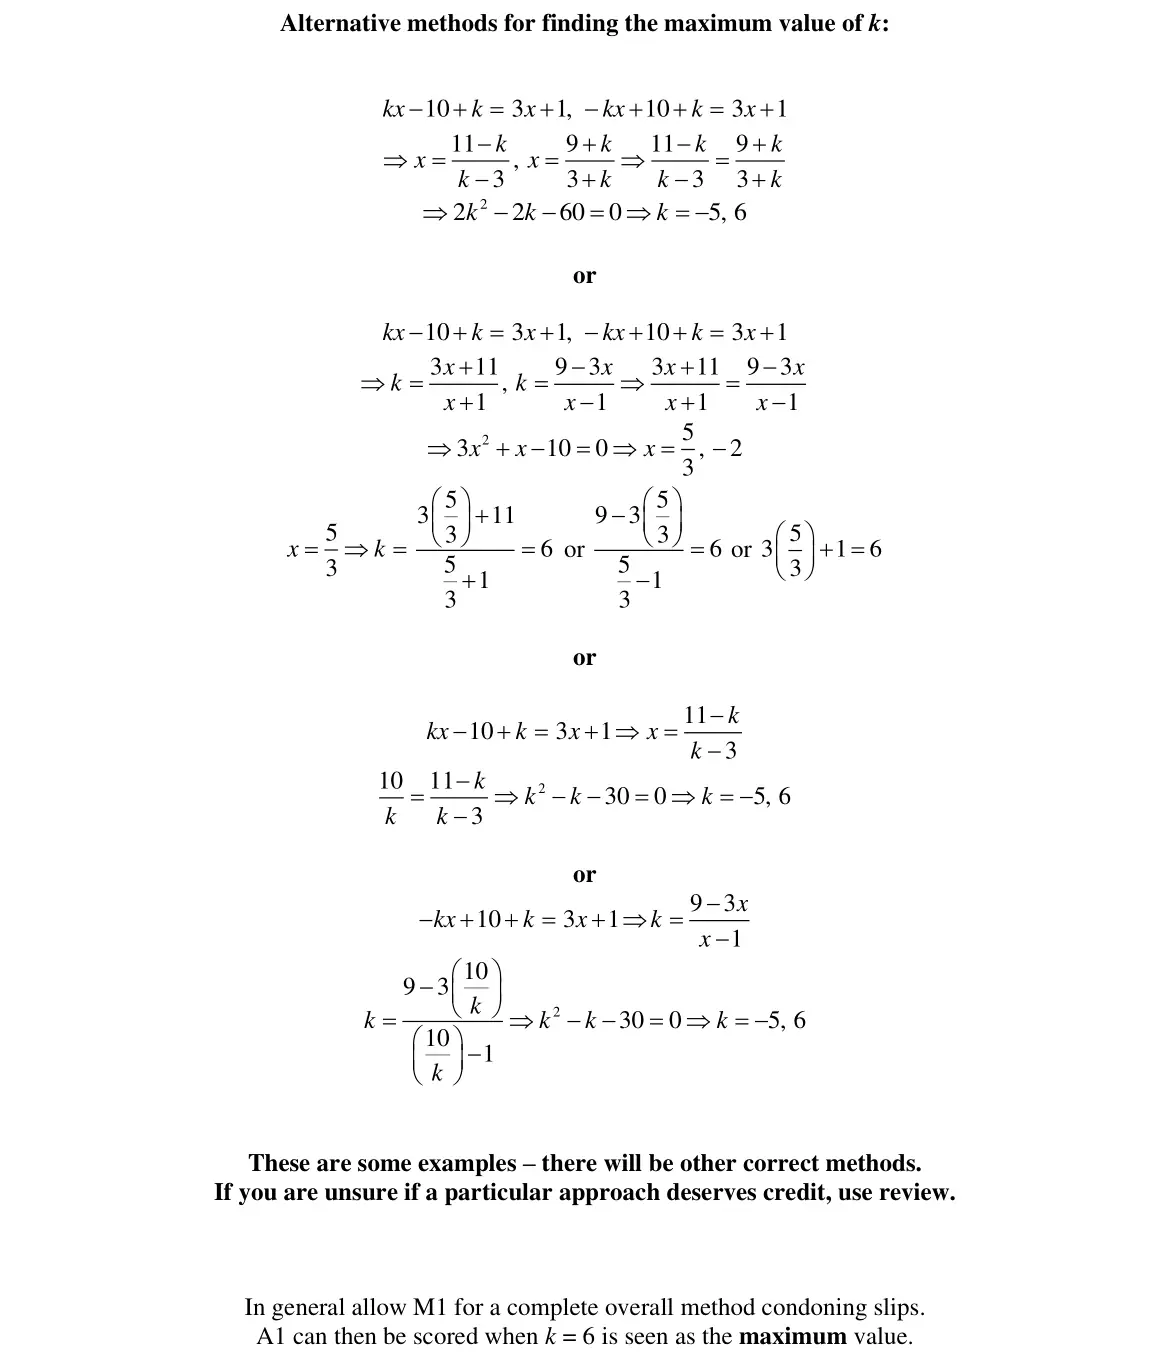 Alternative methods for finding the maximum value of k:
kx − 10 + k = 3x + 1, − kx + 10 + k = 3x + 1
⇒ x = (11 − k)/(k − 3), x = (9 + k)/(3 + k) ⇒ (11 − k)/(k − 3) = (9 + k)/(3 + k)
⇒ 2k² − 2k − 60 = 0 ⇒ k = −5, 6
or
kx − 10 + k = 3x + 1, − kx + 10 + k = 3x + 1
⇒ k = (3x + 11)/(x + 1), k = (9 − 3x)/(x − 1) ⇒ (3x + 11)/(x + 1) = (9 − 3x)/(x − 1)
⇒ 3x² + x − 10 = 0 ⇒ x = 5/3, − 2
x = 5/3 ⇒ k = (3(5/3) + 11)/(5/3 + 1) = 6 or (9 − 3(5/3))/(5/3 − 1) = 6 or 3(5/3) + 1 = 6
or
kx − 10 + k = 3x + 1 ⇒ x = (11 − k)/(k − 3)
10/k = (11 − k)/(k − 3) ⇒ k² − k − 30 = 0 ⇒ k = −5, 6
or
−kx + 10 + k = 3x + 1 ⇒ k = (9 − 3x)/(x − 1)
k = (9 − 3(10/k))/((10/k) − 1) ⇒ k² − k − 30 = 0 ⇒ k = −5, 6
These are some examples – there will be other correct methods.
If you are unsure if a particular approach deserves credit, use review.
In general allow M1 for a complete overall method condoning slips.
A1 can then be scored when k = 6 is seen as the maximum value.